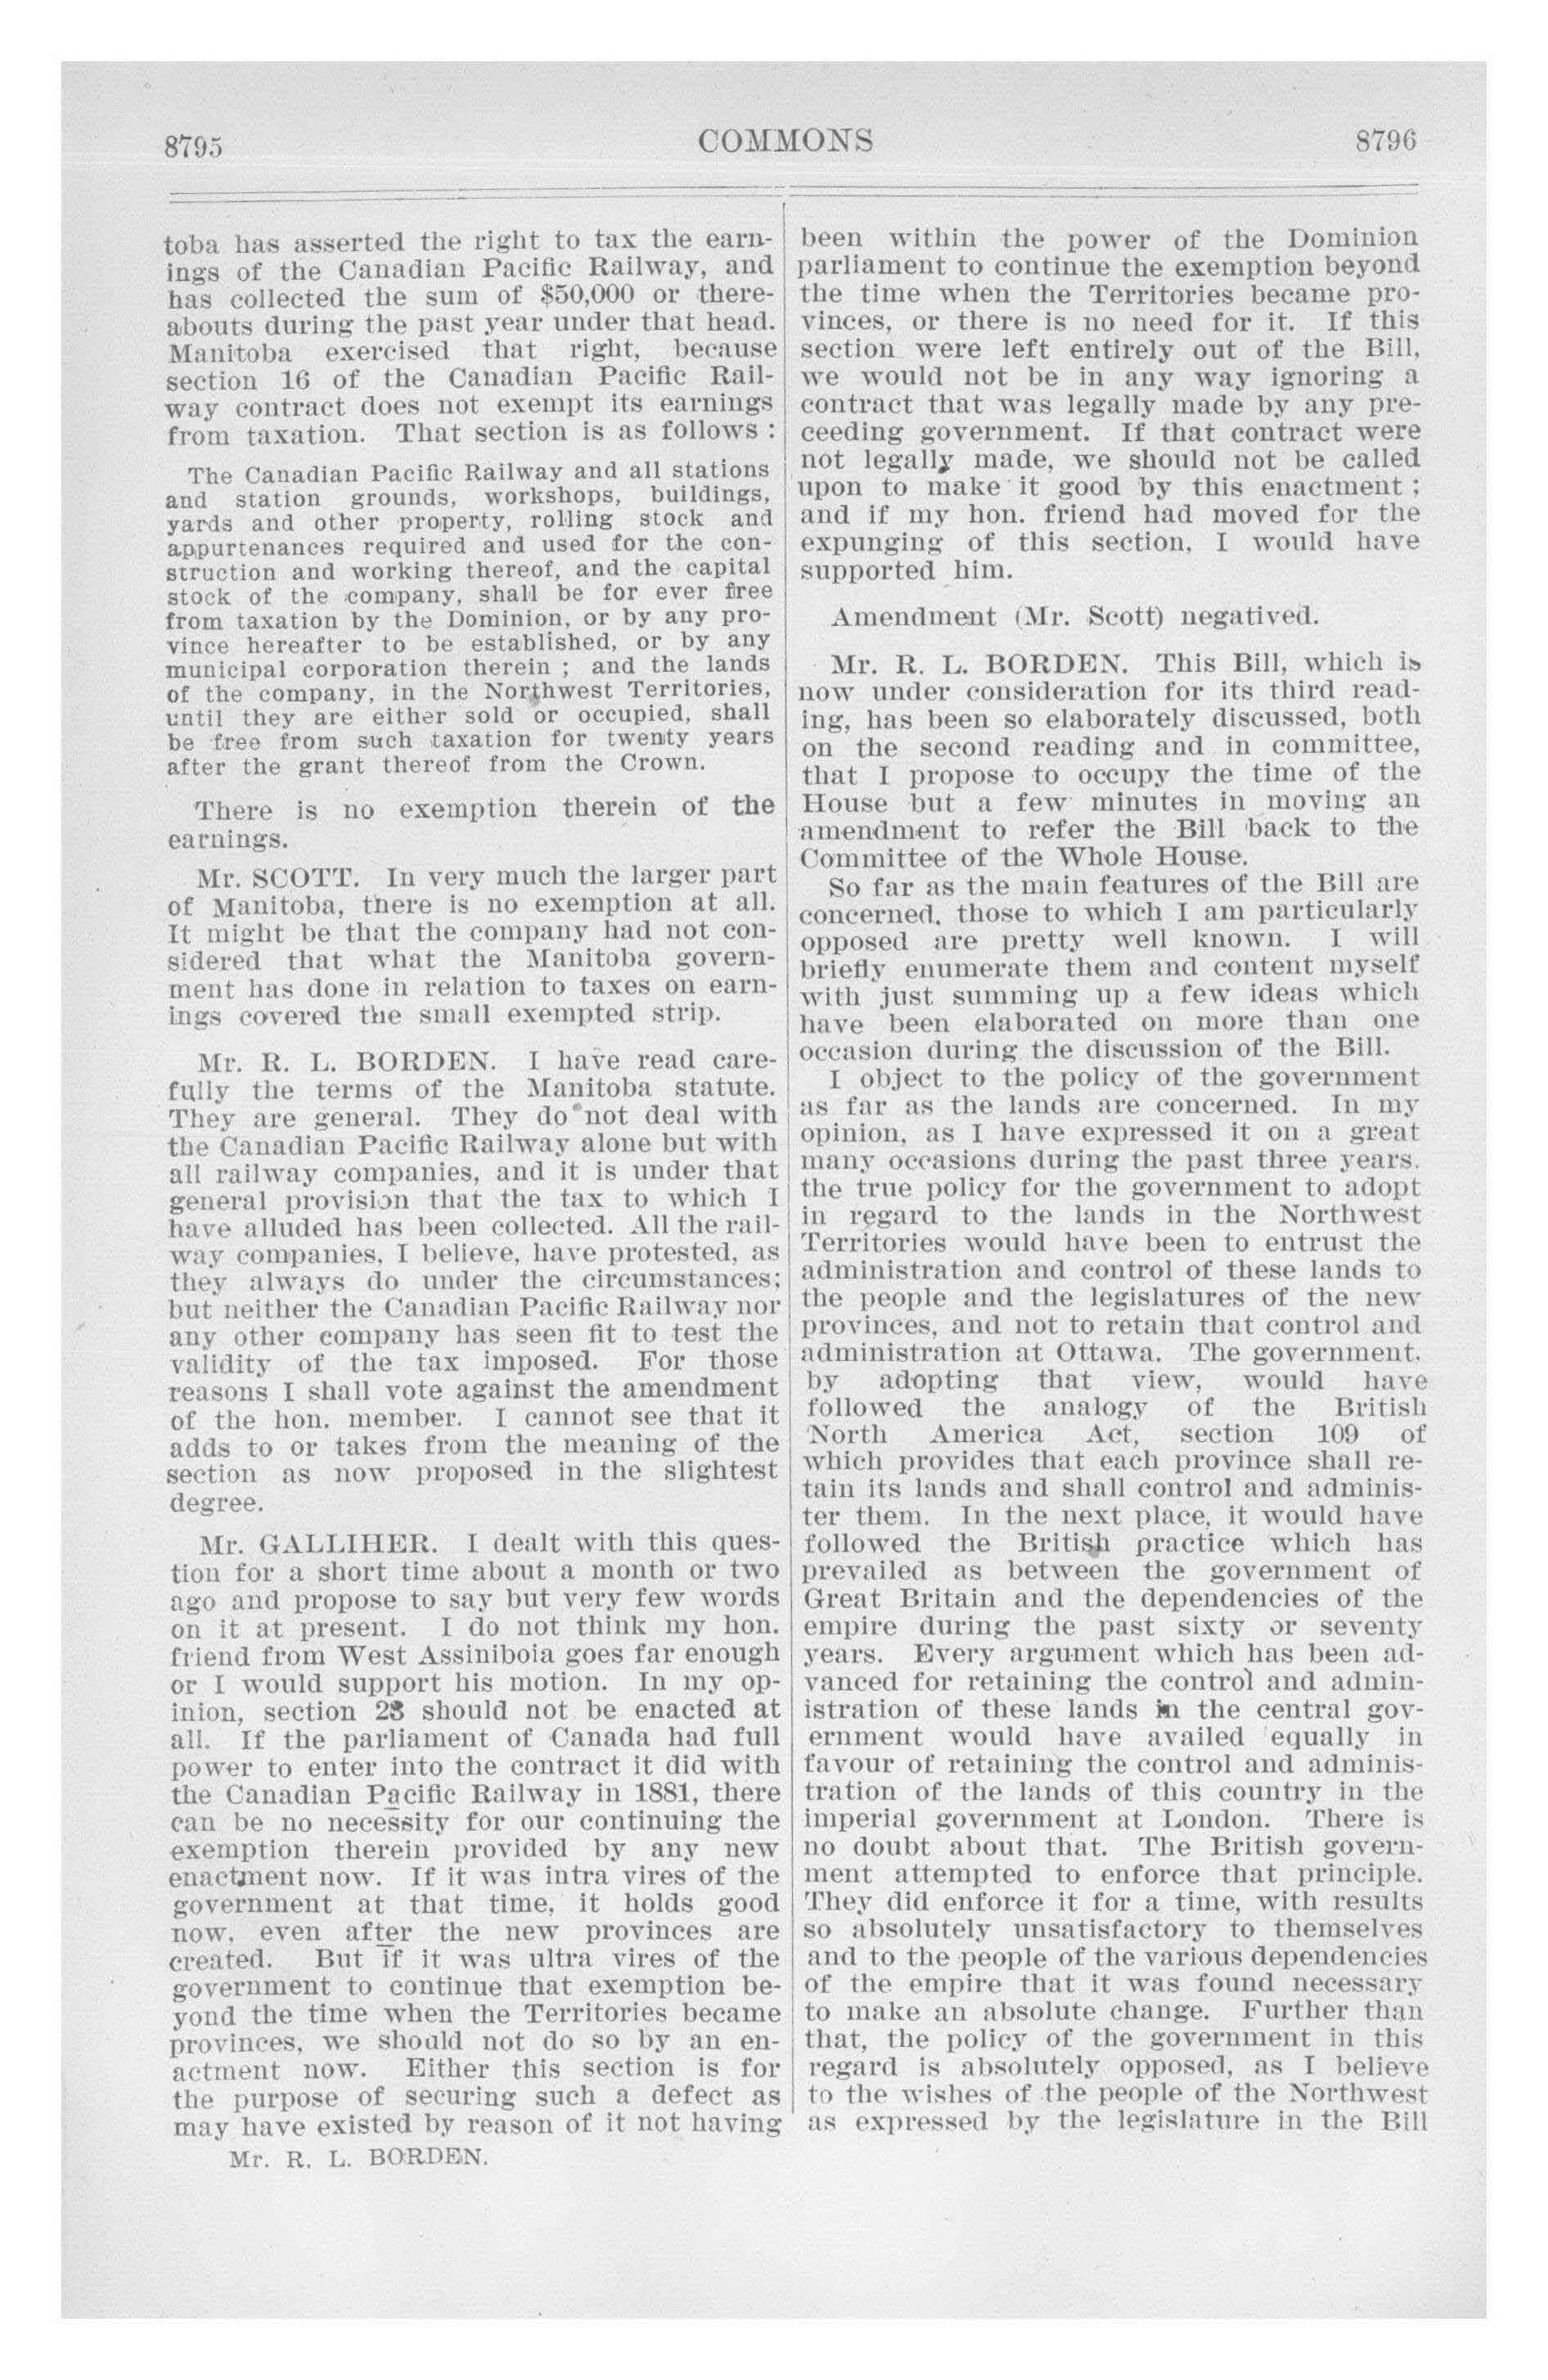 8795
COMMONS
8796
toba has asserted the right to tax the earn-
ings of the Canadian Pacific Railway, and
has collected the sum of $50,000 or there-
abouts during the past year under that head.
Manitoba exercised that right, because
section 16 of the Canadian Pacific Rail-
way contract does not exempt its earnings
from taxation. That section is as follows :
The Canadian Pacific Railway and all stations
and station grounds, workshops, buildings,
yards and other property, rolling stock and
appurtenances required and used for the con-
struction and working thereof, and the capital
stock of the company, shall be for ever free
from taxation by the Dominion, or by any pro-
vince hereafter to be established, or by any
municipal corporation therein ; and the lands
of the company, in the Northwest Territories,
until they are either sold or occupied, shall
be free from such taxation for twenty years
after the grant thereof from the Crown.
There is no exemption therein of the
earnings.
Mr. SCOTT. In very much the larger part
of Manitoba, there is no exemption at all.
It might be that the company had not con-
sidered that what the Manitoba govern-
ment has done in relation to taxes on earn-
ings covered the small exempted strip.
Mr. R. L. BORDEN. I have read care-
fully the terms of the Manitoba statute.
They are general. They do not deal with
the Canadian Pacific Railway alone but with
all railway companies, and it is under that
general provision that the tax to which I
have alluded has been collected. All the rail-
way companies, I believe, have protested, as
they always do under the circumstances;
but neither the Canadian Pacific Railway nor
any other company has seen fit to test the
validity of the tax imposed. For those
reasons I shall vote against the amendment
of the hon. member. I cannot see that it
adds to or takes from the meaning of the
section as now proposed in the slightest
degree.
Mr. GALLIHER. I dealt with this ques-
tion for a short time about a month or two
ago and propose to say but very few words
on it at present. I do not think my hon.
friend from West Assiniboia goes far enough
or I would support his motion. In my op-
inion, section 23 should not be enacted at
all. If the parliament of Canada had full
power to enter into the contract it did with
the Canadian Pacific Railway in 1881, there
can be no necessity for our continuing the
exemption therein provided by any new
enactment now. If it was intra vires of the
government at that time, it holds good
now, even after the new provinces are
created. But if it was ultra vires of the
government to continue that exemption be-
yond the time when the Territories became
provinces, we should not do so by an en-
actment now. Either this section is for
the purpose of securing such a defect as
may have existed by reason of it not having
Mr. R. L. BORDEN.
been within the power of the Dominion
parliament to continue the exemption beyond
the time when the Territories became pro-
vinces, or there is no need for it. If this
section were left entirely out of the Bill,
we would not be in any way ignoring a
contract that was legally made by any pre-
ceeding government. If that contract were
not legally made, we should not be called
upon to make it good by this enactment ;
and if my hon. friend had moved for the
expunging of this section, I would have
supported him.
Amendment (Mr. Scott) negatived.
Mr. R. L. BORDEN. This Bill, which is
now under consideration for its third read-
ing, has been so elaborately discussed, both
on the second reading and in committee,
that I propose to occupy the time of the
House but a few minutes in moving an
amendment to refer the Bill back to the
Committee of the Whole House.
So far as the main features of the Bill are
concerned, those to which I am particularly
opposed are pretty well known. I will
briefly enumerate them and content myself
with just summing up a few ideas which
have been elaborated on more than one
occasion during the discussion of the Bill.
I object to the policy of the government
as far as the lands are concerned. In my
opinion, as I have expressed it on a great
many occasions during the past three years,
the true policy for the government to adopt
in regard to the lands in the Northwest
Territories would have been to entrust the
administration and control of these lands to
the people and the legislatures of the new
provinces, and not to retain that control and
administration at Ottawa. The government,
by adopting that view, would have
followed the analogy of the British
North America Act, section 109 of
which provides that each province shall re-
tain its lands and shall control and adminis-
ter them. In the next place, it would have
followed the British practice which has
prevailed as between the government of
Great Britain and the dependencies of the
empire during the past sixty or seventy
years. Every argument which has been ad-
vanced for retaining the control and admin-
istration of these lands in the central gov-
ernment would have availed equally in
favour of retaining the control and adminis-
tration of the lands of this country in the
imperial government at London. There is
no doubt about that. The British govern-
ment attempted to enforce that principle.
They did enforce it for a time, with results
so absolutely unsatisfactory to themselves
and to the people of the various dependencies
of the empire that it was found necessary
to make an absolute change. Further than
that, the policy of the government in this
regard is absolutely opposed, as I believe
to the wishes of the people of the Northwest
as expressed by the legislature in the Bill